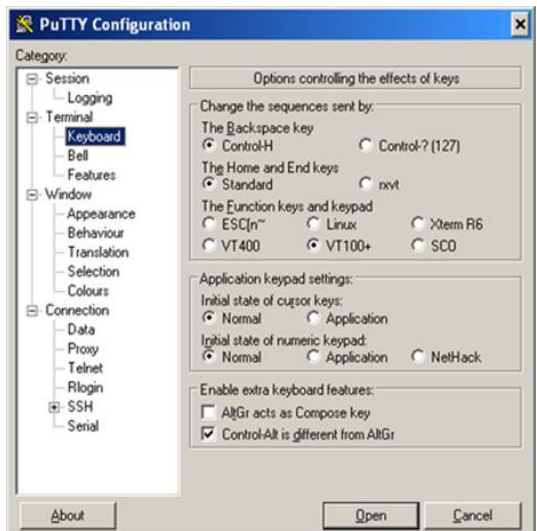 PuTTY Configuration
Category:
Session
Logging
Terminal
Keyboard
Bell
Features
Window
Appearance
Behaviour
Translation
Selection
Colours
Connection
Data
Proxy
Telnet
Rlogin
SSH
Serial
Options controlling the effects of keys
Change the sequences sent by:
The Backspace key
Control-H Control-? (127)
The Home and End keys
Standard rxvt
The Function keys and keypad
ESC[n~ Linux Xterm R6
VT400 VT100+ SCO
Application keypad settings:
Initial state of cursor keys:
Normal Application
Initial state of numeric keypad:
Normal Application NetHack
Enable extra keyboard features:
AltGr acts as Compose key
Control-Alt is different from AltGr
About Open Cancel